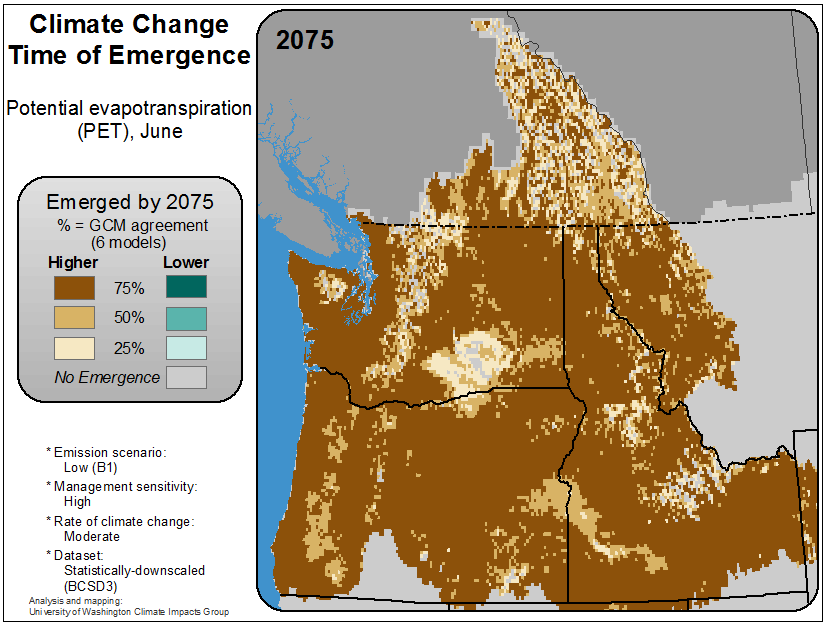 Climate Change
Time of Emergence
Potential evapotranspiration
(PET), June
Emerged by 2075
% = GCM agreement
(6 models)
Higher Lower
75%
50%
25%
No Emergence
* Emission scenario:
Low (B1)
* Management sensitivity:
High
* Rate of climate change:
Moderate
* Dataset:
Statistically-downscaled
(BCSD3)
Analysis and mapping:
University of Washington Climate Impacts Group
2075